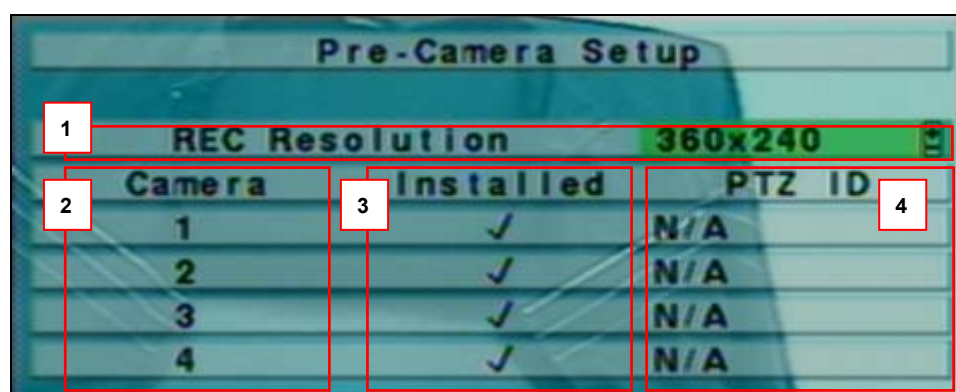 Pre-Camera Setup
1 REC Resolution 360x240
2 Camera 3 Installed PTZ ID 4
1 ✓ N/A
2 ✓ N/A
3 ✓ N/A
4 ✓ N/A